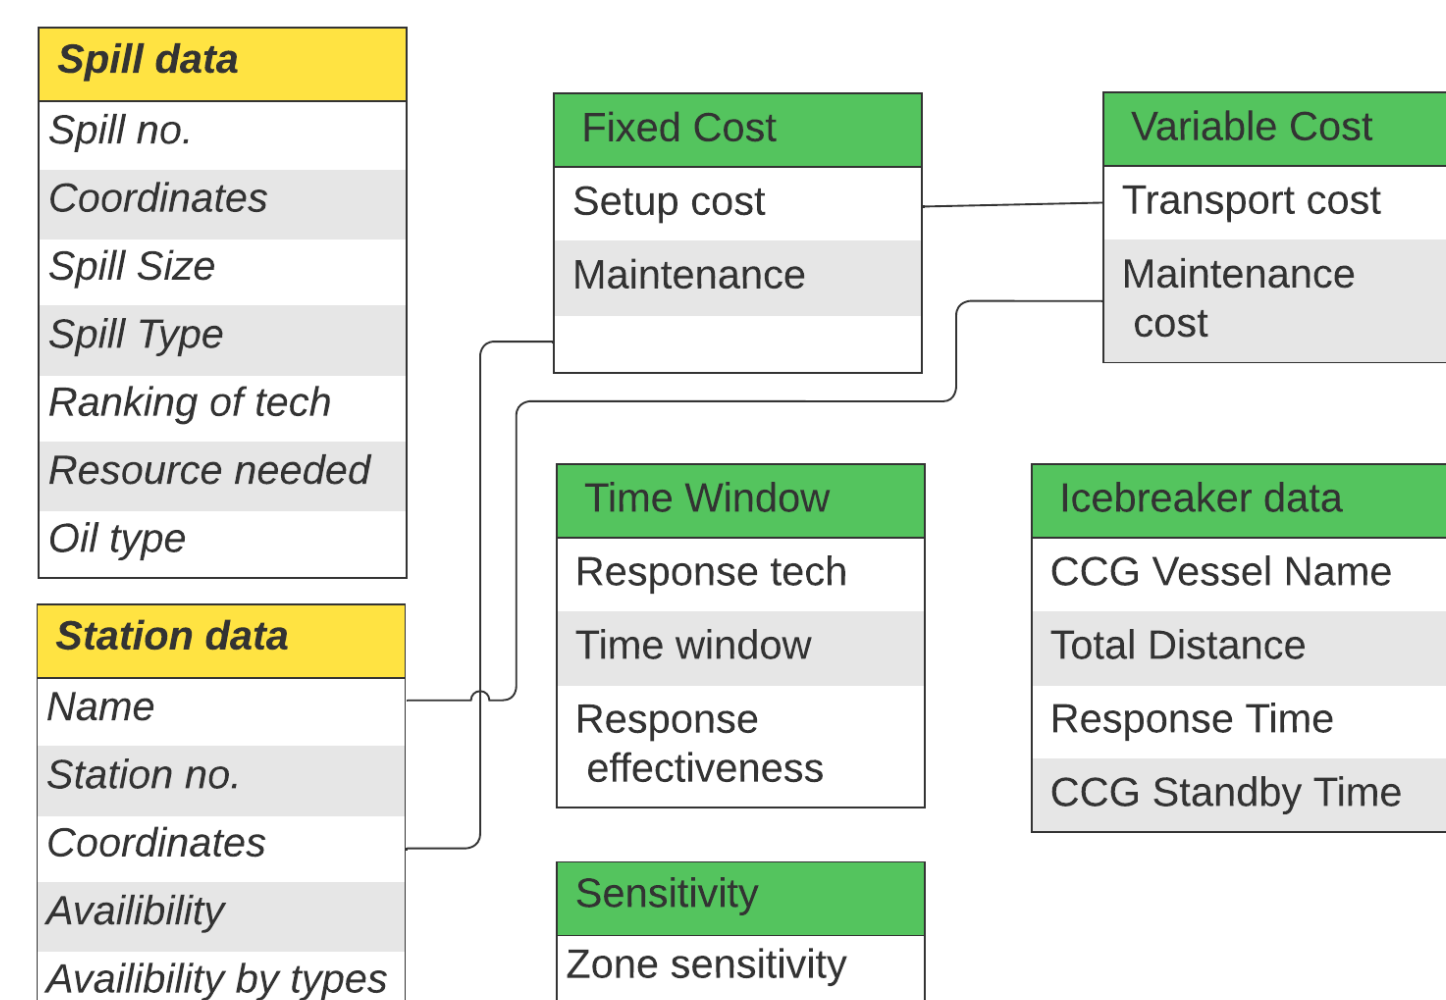 Spill data
Spill no.
Coordinates
Spill Size
Spill Type
Ranking of tech
Resource needed
Oil type
Station data
Name
Station no.
Coordinates
Availibility
Availibility by types
Fixed Cost
Setup cost
Maintenance
Variable Cost
Transport cost
Maintenance
cost
Time Window
Response tech
Time window
Response
effectiveness
Icebreaker data
CCG Vessel Name
Total Distance
Response Time
CCG Standby Time
Sensitivity
Zone sensitivity